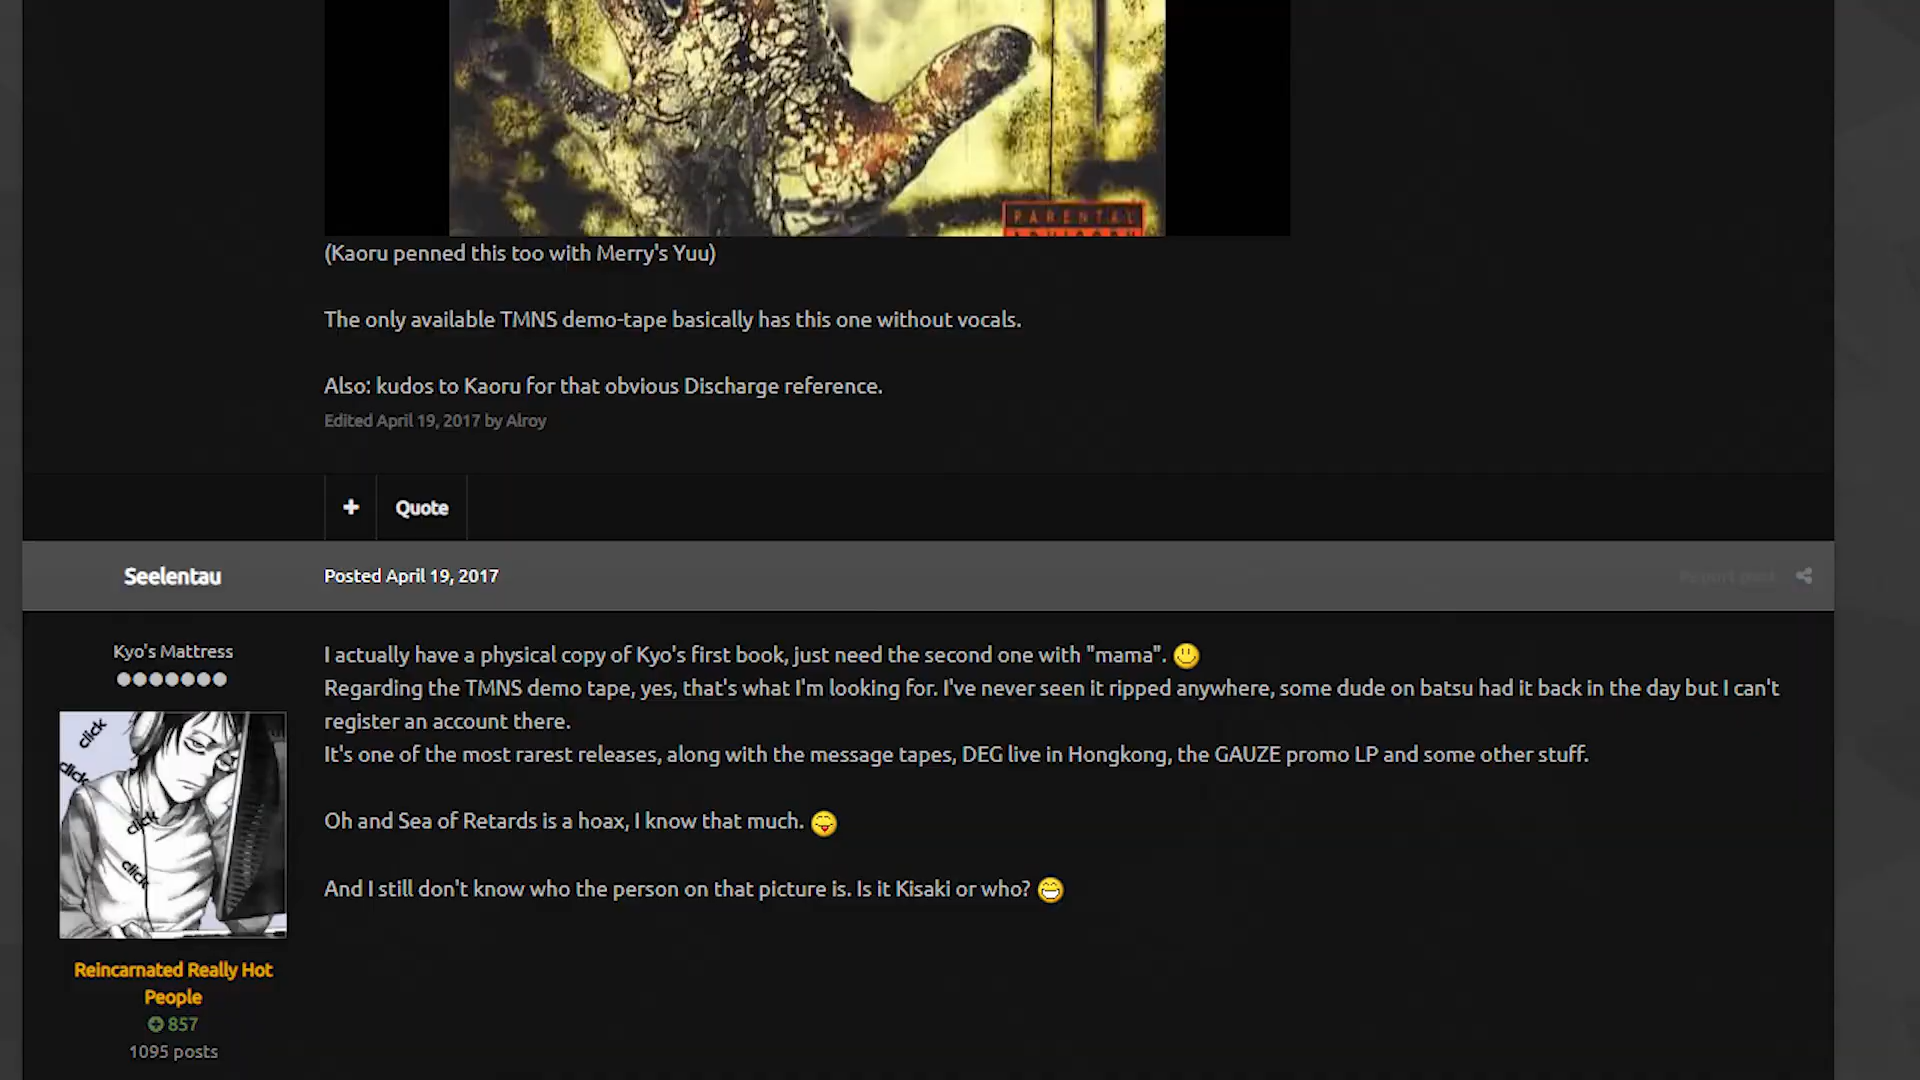 PARENTAL
(Kaoru penned this too with Merry's Yuu)
The only available TMNS demo-tape basically has this one without vocals.
Also: kudos to Kaoru for that obvious Discharge reference.
Edited April 19, 2017 by Alroy
+ Quote
Seelentau
Posted April 19, 2017
Report post
Kyo's Mattress
click
click
click
click
Reincarnated Really Hot
People
857
1095 posts
I actually have a physical copy of Kyo's first book, just need the second one with "mama".
Regarding the TMNS demo tape, yes, that's what I'm looking for. I've never seen it ripped anywhere, some dude on batsu had it back in the day but I can't
register an account there.
It's one of the most rarest releases, along with the message tapes, DEG live in Hongkong, the GAUZE promo LP and some other stuff.
Oh and Sea of Retards is a hoax, I know that much.
And I still don't know who the person on that picture is. Is it Kisaki or who?